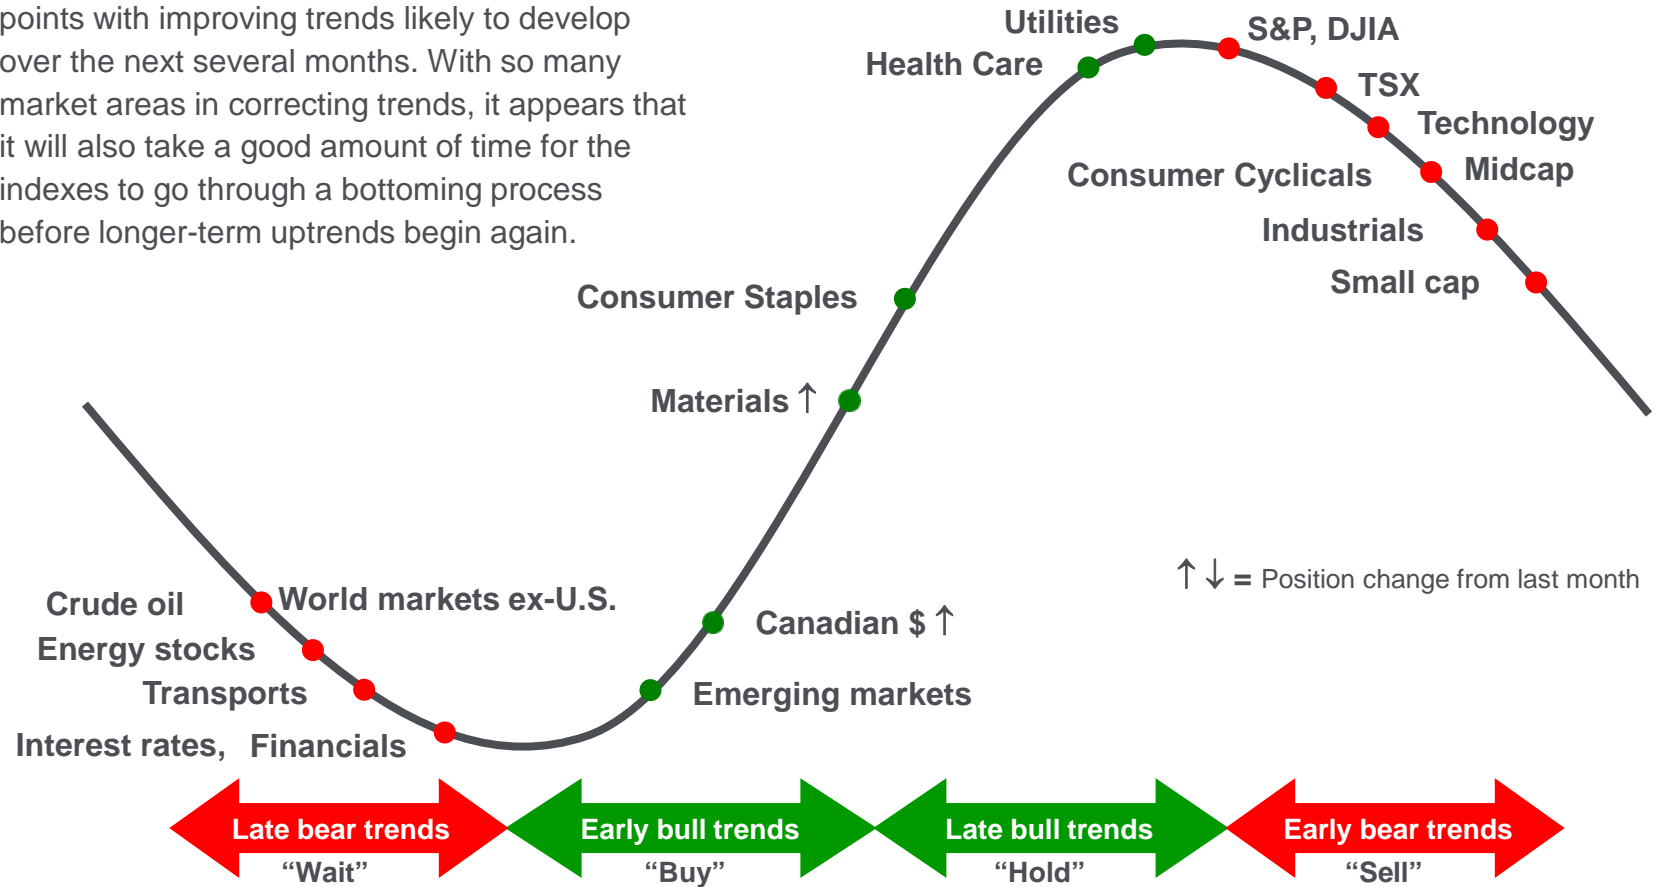 points with improving trends likely to develop
over the next several months. With so many
market areas in correcting trends, it appears that
it will also take a good amount of time for the
indexes to go through a bottoming process
before longer-term uptrends begin again.
Utilities
S&P, DJIA
Health Care
TSX
Technology
Consumer Cyclicals
Midcap
Industrials
Small cap
Consumer Staples
Materials ↑
↑ ↓ = Position change from last month
Crude oil
World markets ex-U.S.
Energy stocks
Canadian $ ↑
Transports
Emerging markets
Interest rates, Financials
Late bear trends
“Wait”
Early bull trends
“Buy”
Late bull trends
“Hold”
Early bear trends
“Sell”